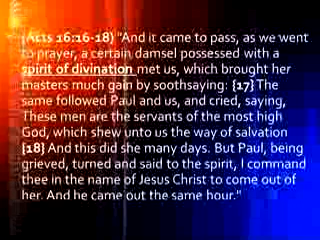 (Acts 16:16-18) "And it came to pass, as we went
to prayer, a certain damsel possessed with a
spirit of divination met us, which brought her
masters much gain by soothsaying: {17} The
same followed Paul and us, and cried, saying,
These men are the servants of the most high
God, which shew unto us the way of salvation
{18} And this did she many days. But Paul, being
grieved, turned and said to the spirit, I command
thee in the name of Jesus Christ to come out of
her. And he came out the same hour."